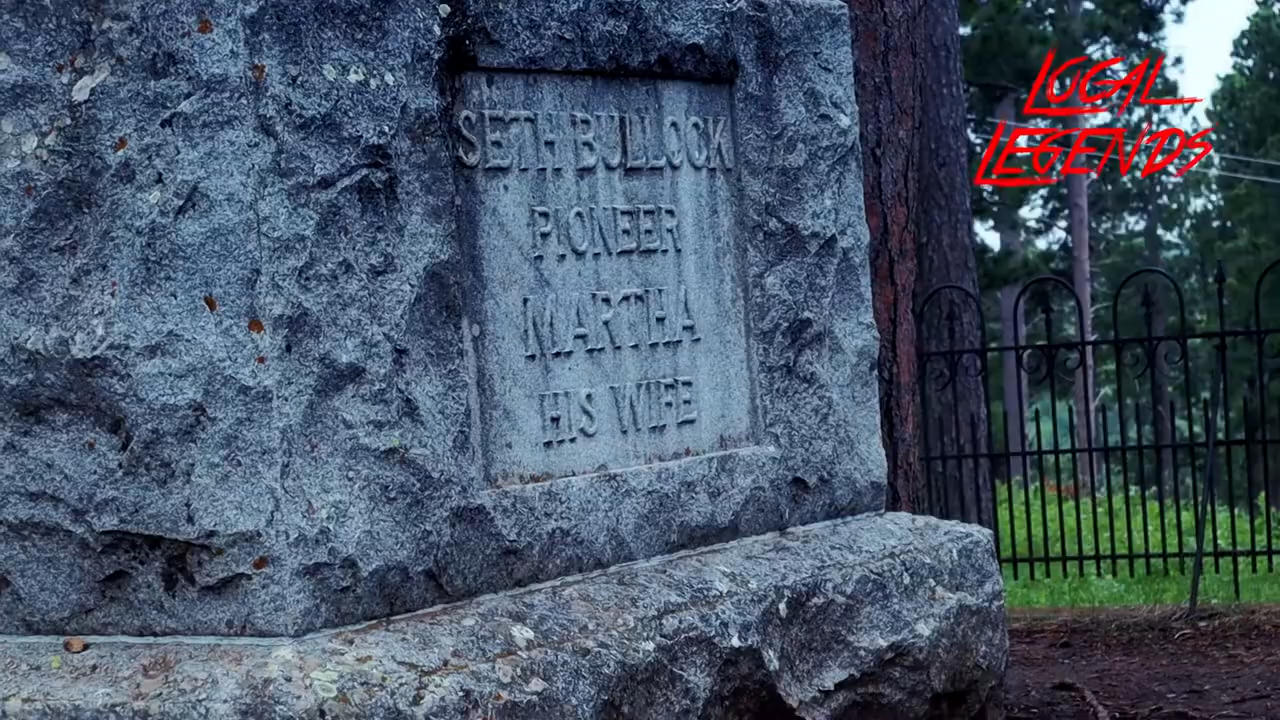 LOCAL
LEGENDS
SETH BULLOCK
PIONEER
MARTHA
HIS WIFE